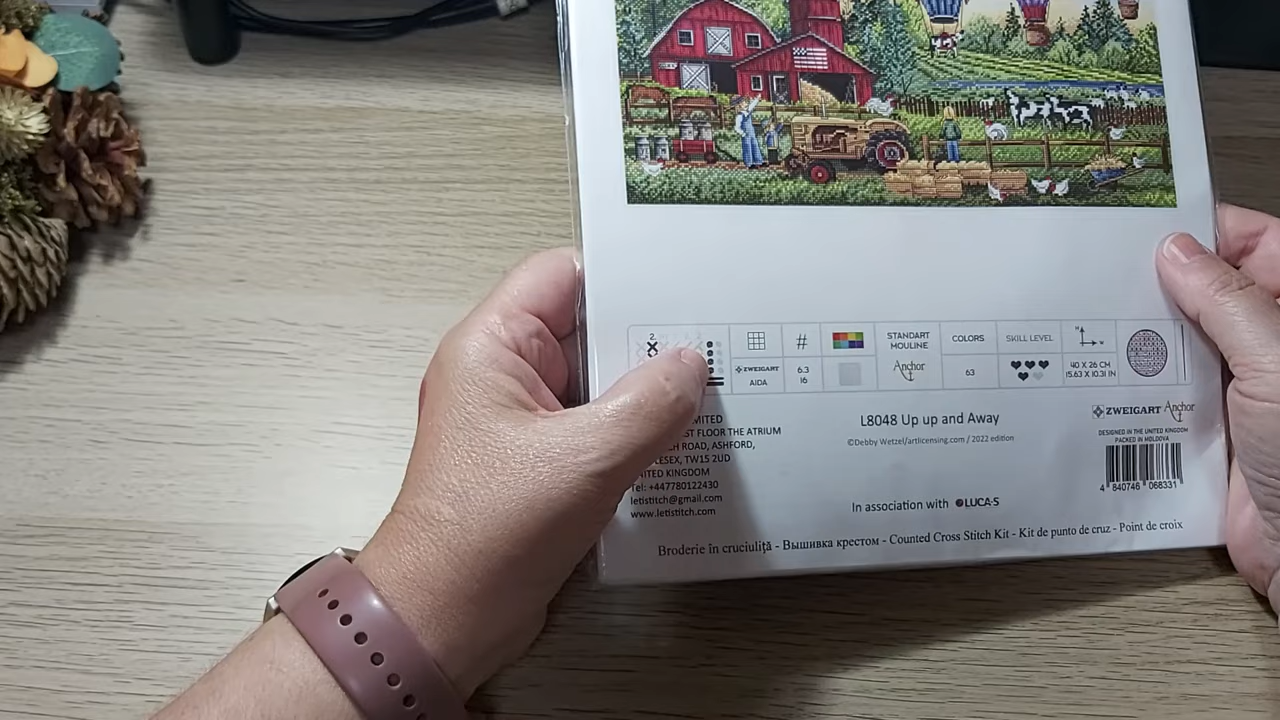 2
#
STANDART
MOULINE
COLORS
SKILL LEVEL
H
ZWEIGART
AIDA
6.3
16
Anchor
63
40 X 26 CM
15.63 X 10.31 IN
MITED
ST FLOOR THE ATRIUM
CH ROAD, ASHFORD,
LESEX, TW15 2UD
NITED KINGDOM
Tel: +447780122430
letistitch@gmail.com
www.letistitch.com
L8048 Up up and Away
©Debby Wetzel/artlicensing.com / 2022 edition
In association with LUCA-S
ZWEIGART Anchor
DESIGNED IN THE UNITED KINGDOM
PACKED IN MOLDOVA
4 840746 068331
Broderie în cruciuliță - Вышивка крестом - Counted Cross Stitch Kit - Kit de punto de cruz - Point de croix